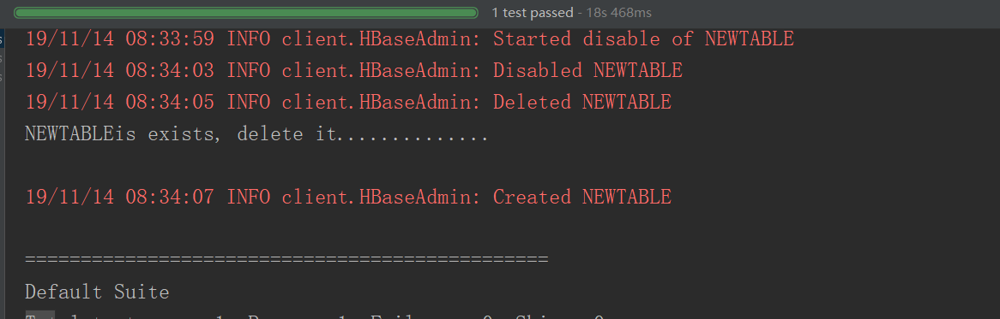 1 test passed - 18s 468ms
19/11/14 08:33:59 INFO client.HBaseAdmin: Started disable of NEWTABLE
19/11/14 08:34:03 INFO client.HBaseAdmin: Disabled NEWTABLE
19/11/14 08:34:05 INFO client.HBaseAdmin: Deleted NEWTABLE
NEWTABLEis exists, delete it..............
19/11/14 08:34:07 INFO client.HBaseAdmin: Created NEWTABLE
===============================================
Default Suite